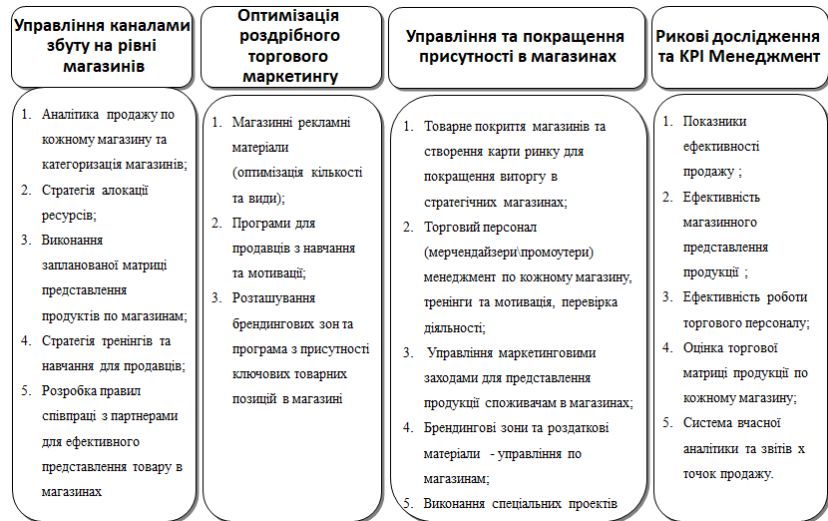 Управління каналами
збуту на рівні
магазинів
1. Аналітика продажу по
кожному магазину та
категоризація магазинів;
2. Стратегія алокації
ресурсів;
3. Виконання
запланованої матриці
представлення
продуктів по магазинам;
4. Стратегія тренінгів та
навчання для продавців;
5. Розробка правил
співпраці з партнерами
для ефективного
представлення товару в
магазинах
Оптимізація
роздрібного
торгового
маркетингу
1. Магазинні рекламні
матеріали
(оптимізація кількості
та види);
2. Програми для
продавців з навчання
та мотивації;
3. Розташування
брендингових зон та
програма з присутності
ключових товарних
позицій в магазині
Управління та покращення
присутності в магазинах
1. Товарне покриття магазинів та
створення карти ринку для
покращення виторгу в
стратегічних магазинах;
2. Торговий персонал
(мерчендайзери\промоутери)
менеджмент по кожному магазину,
тренінги та мотивація, перевірка
діяльності;
3. Управління маркетинговими
заходами для представлення
продукції споживачам в магазинах;
4. Брендингові зони та роздаткові
матеріали - управління по
магазинам;
5. Виконання спеціальних проектів
Рикові дослідження
та KPI Менеджмент
1. Показники
ефективності
продажу ;
2. Ефективність
магазинного
представлення
продукції ;
3. Ефективність роботи
торгового персоналу;
4. Оцінка торгової
матриці продукції по
кожному магазину;
5. Система вчасної
аналітики та звітів х
точок продажу.